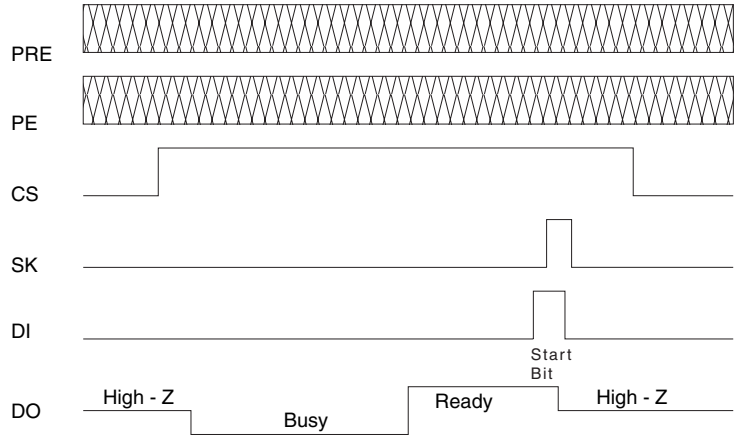 PRE
PE
CS
SK
DI
Start
Bit
DO
High - Z
Busy
Ready
High - Z